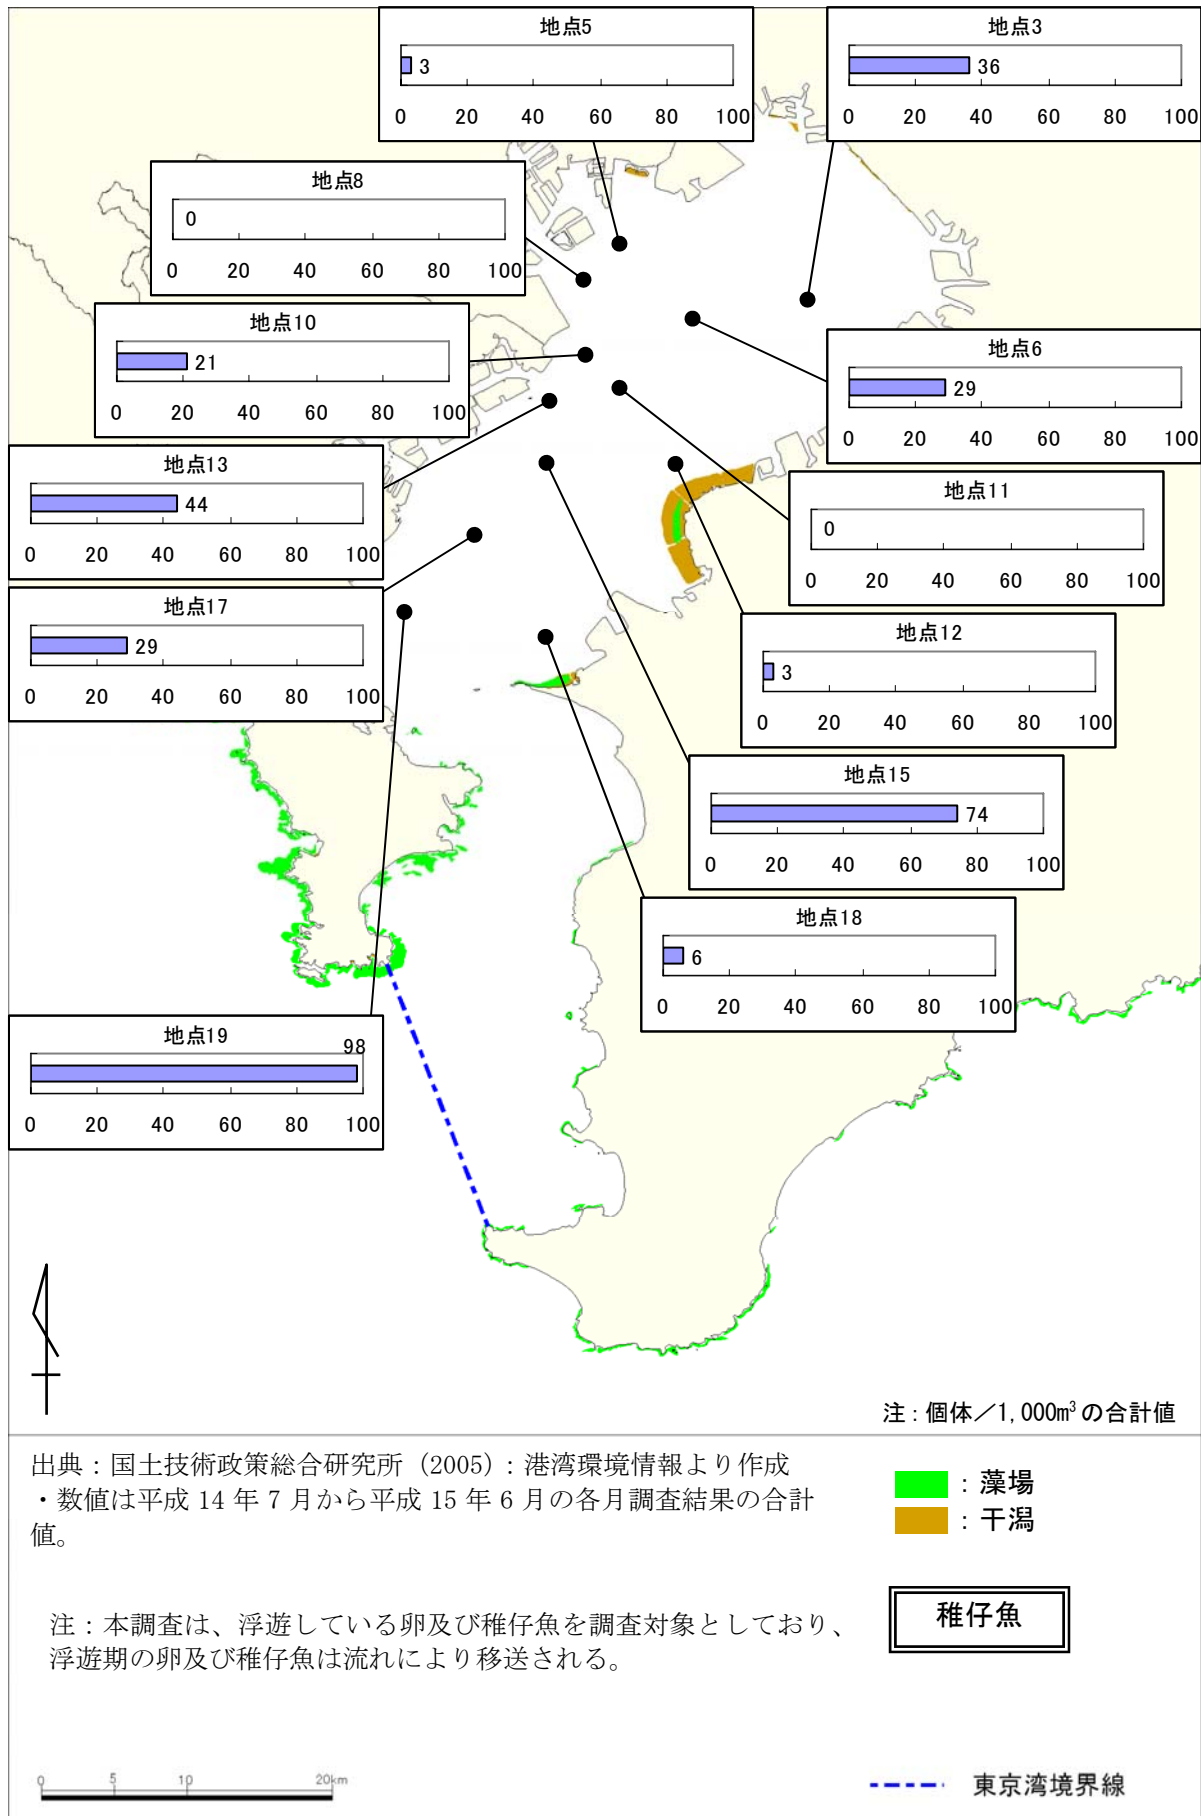 地点5
3
0 20 40 60 80 100
地点3
36
0 20 40 60 80 100
地点8
0
0 20 40 60 80 100
地点10
21
0 20 40 60 80 100
地点6
29
0 20 40 60 80 100
地点13
44
0 20 40 60 80 100
地点11
0
0 20 40 60 80 100
地点17
29
0 20 40 60 80 100
地点12
3
0 20 40 60 80 100
地点15
74
0 20 40 60 80 100
地点18
6
0 20 40 60 80 100
地点19
98
0 20 40 60 80 100
注：個体／1,000m³の合計値
出典：国土技術政策総合研究所（2005）：港湾環境情報より作成
・数値は平成 14 年 7 月から平成 15 年 6 月の各月調査結果の合計
値。
：藻場
：干潟
稚仔魚
注：本調査は、浮遊している卵及び稚仔魚を調査対象としており、
浮遊期の卵及び稚仔魚は流れにより移送される。
0 5 10 20km
東京湾境界線